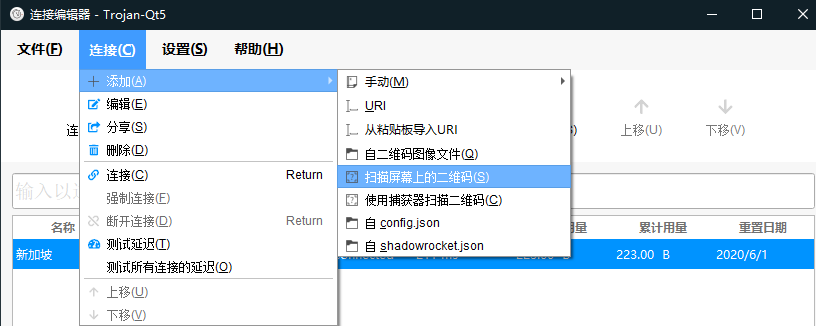 连接编辑器 - Trojan-Qt5
文件(F) 连接(C) 设置(S) 帮助(H)
添加(A)
编辑(E)
分享(S)
删除(D)
连接(C) Return
强制连接(F)
断开连接(D) Return
测试延迟(T)
测试所有连接的延迟(O)
上移(U)
下移(V)
手动(M)
URI
从粘贴板导入URI
自二维码图像文件(Q)
扫描屏幕上的二维码(S)
使用捕获器扫描二维码(C)
自 config.json
自 shadowrocket.json
上移(U) 下移(V)
输入以
名称 用量 累计用量 重置日期
新加坡 223.00 B 2020/6/1